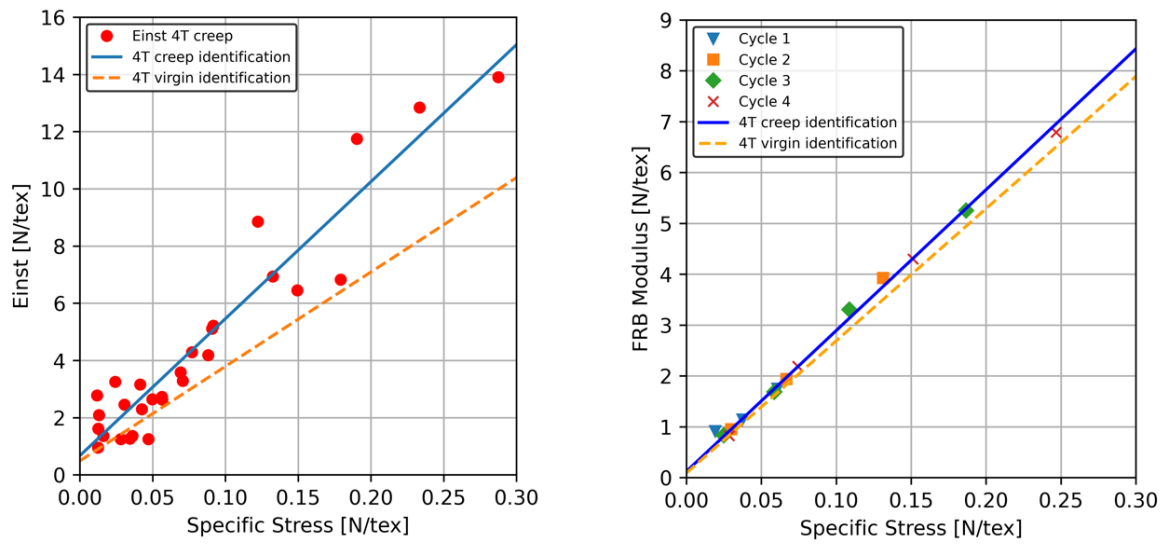 16
14
12
10
8
6
4
2
0
Einst [N/tex]
Einst 4T creep
4T creep identification
4T virgin identification
0.00 0.05 0.10 0.15 0.20 0.25 0.30
Specific Stress [N/tex]
9
8
7
6
5
4
3
2
1
0
FRB Modulus [N/tex]
Cycle 1
Cycle 2
Cycle 3
Cycle 4
4T creep identification
4T virgin identification
0.00 0.05 0.10 0.15 0.20 0.25 0.30
Specific Stress [N/tex]